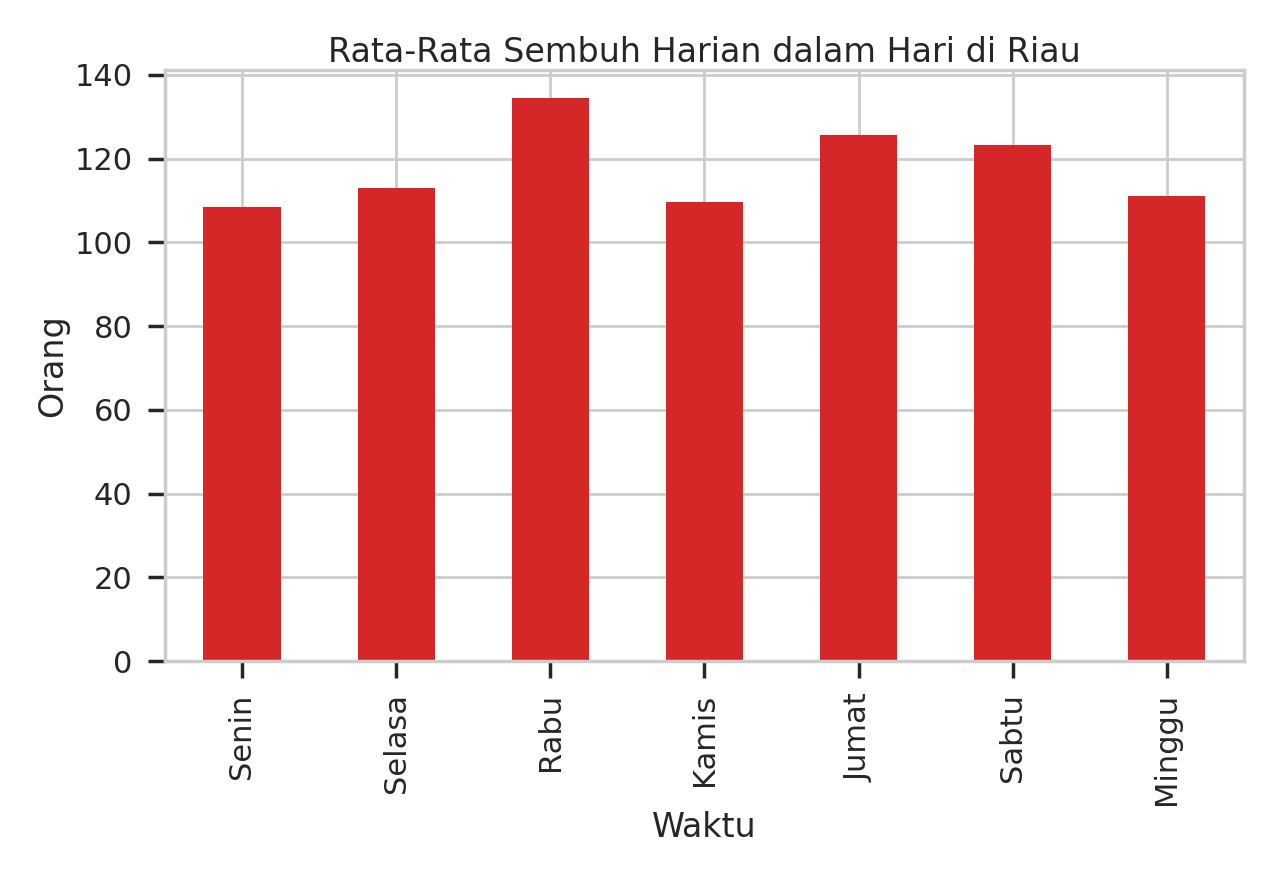 Rata-Rata Sembuh Harian dalam Hari di Riau
140
120
100
80
60
40
20
0
Orang
Senin
Selasa
Rabu
Kamis
Jumat
Sabtu
Minggu
Waktu